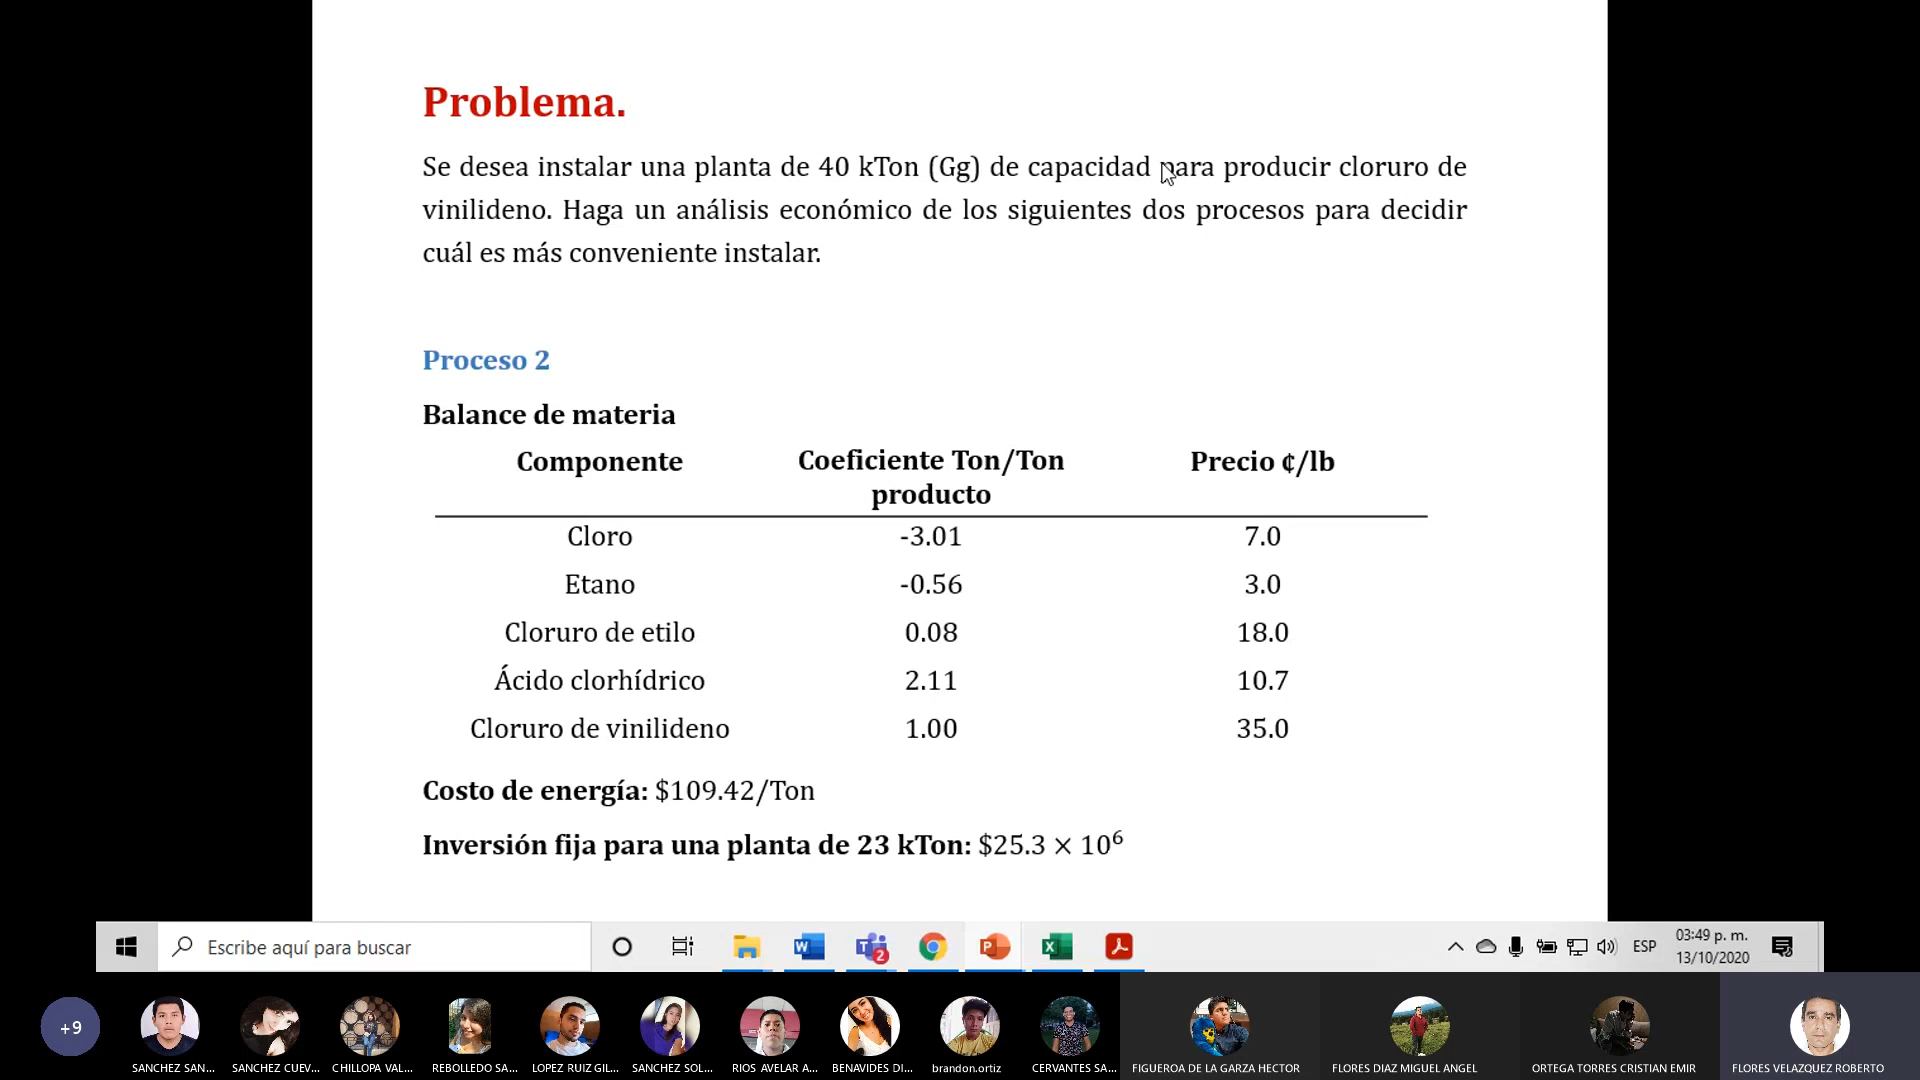 Problema.
Se desea instalar una planta de 40 kTon (Gg) de capacidad para producir cloruro de
vinilideno. Haga un análisis económico de los siguientes dos procesos para decidir
cuál es más conveniente instalar.
Proceso 2
Balance de materia
Componente Coeficiente Ton/Ton producto Precio ¢/lb
Cloro -3.01 7.0
Etano -0.56 3.0
Cloruro de etilo 0.08 18.0
Ácido clorhídrico 2.11 10.7
Cloruro de vinilideno 1.00 35.0
Costo de energía: $109.42/Ton
Inversión fija para una planta de 23 kTon: $25.3 × 10⁶
Escribe aquí para buscar
2
ESP
03:49 p. m.
13/10/2020
+9
SANCHEZ SAN...
SANCHEZ CUEV...
CHILLOPA VAL...
REBOLLEDO SA...
LOPEZ RUIZ GIL...
SANCHEZ SOL...
RIOS AVELAR A...
BENAVIDES DI...
brandon.ortiz
CERVANTES SA...
FIGUEROA DE LA GARZA HECTOR
FLORES DIAZ MIGUEL ANGEL
ORTEGA TORRES CRISTIAN EMIR
FLORES VELAZQUEZ ROBERTO